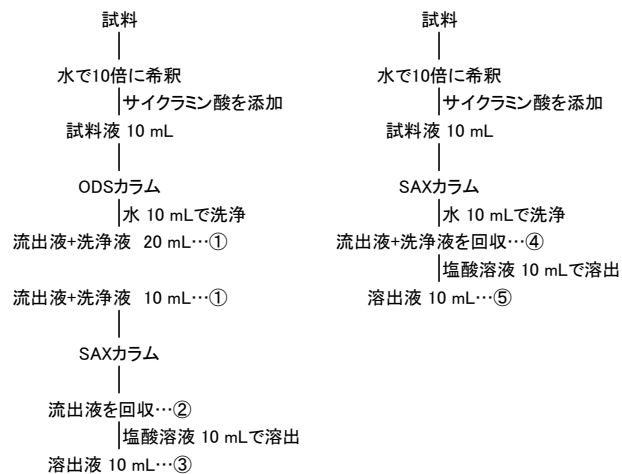 試料
水で10倍に希釈
サイクラミン酸を添加
試料液 10 mL
ODSカラム
水 10 mLで洗浄
流出液+洗浄液 20 mL…①
流出液+洗浄液 10 mL…①
SAXカラム
流出液を回収…②
塩酸溶液 10 mLで溶出
溶出液 10 mL…③
試料
水で10倍に希釈
サイクラミン酸を添加
試料液 10 mL
SAXカラム
水 10 mLで洗浄
流出液+洗浄液を回収…④
塩酸溶液 10 mLで溶出
溶出液 10 mL…⑤